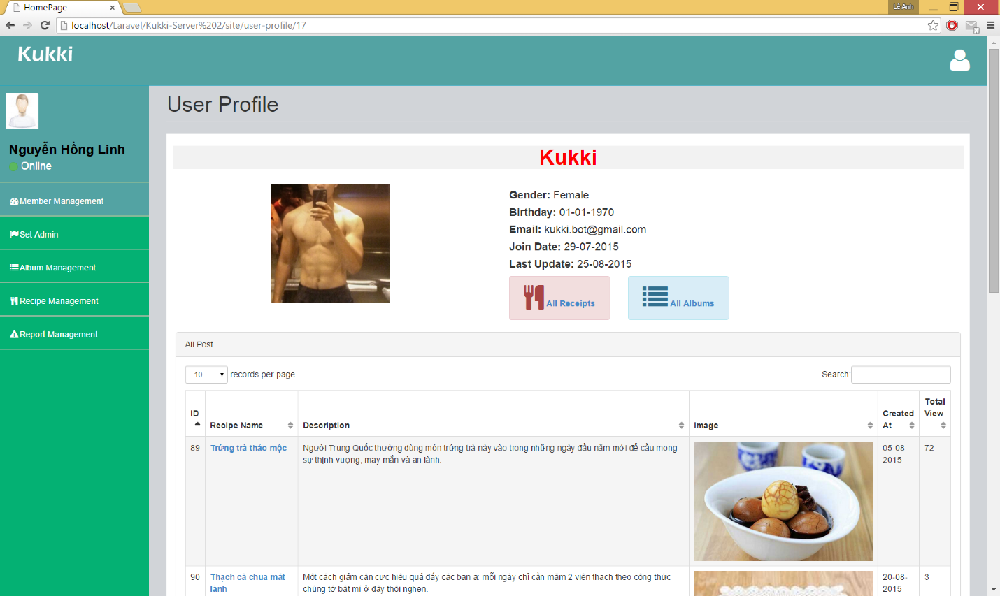 HomePage
Lê Anh
localhost/Laravel/Kukki-Server%202/site/user-profile/17
Kukki
User Profile
Nguyễn Hồng Linh
Online
Member Management
Set Admin
Album Management
Recipe Management
Report Management
Kukki
Gender: Female
Birthday: 01-01-1970
Email: kukki.bot@gmail.com
Join Date: 29-07-2015
Last Update: 25-08-2015
All Receipts
All Albums
All Post
10 records per page
Search:
ID
Recipe Name
Description
Image
Created At
Total View
89
Trứng trà thảo mộc
Người Trung Quốc thường dùng món trứng trà này vào trong những ngày đầu năm mới để cầu mong
sự thịnh vượng, may mắn và an lành.
05-08-
2015
72
90
Thạch cà chua mát
lành
Một cách giảm cân cực hiệu quả đấy các bạn ạ: mỗi ngày chỉ cần măm 2 viên thạch theo công thức
chúng tớ bật mí ở đây thôi nghen.
20-08-
2015
3